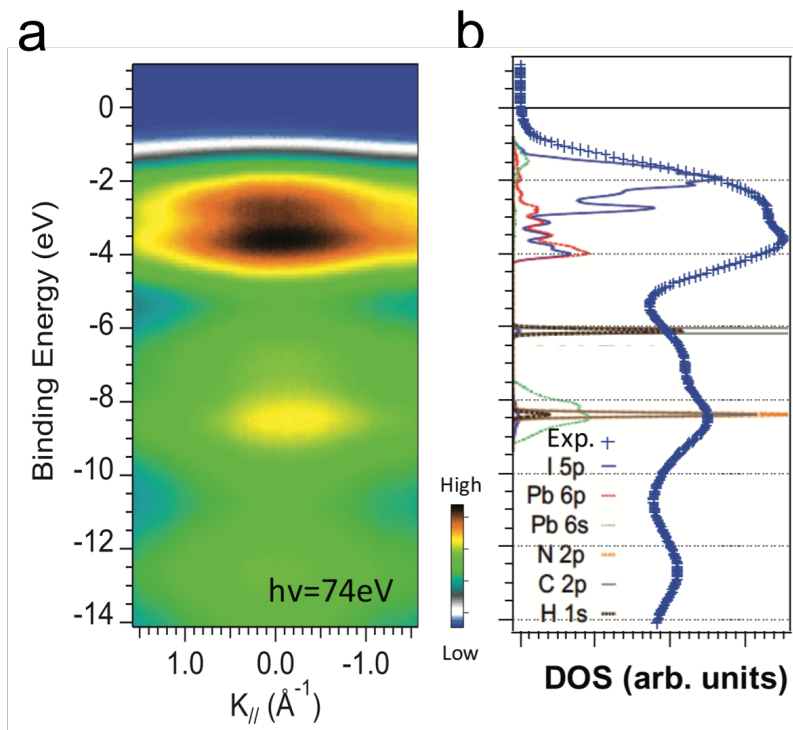 a
b
0
-2
-4
-6
-8
-10
-12
-14
Binding Energy (eV)
hν=74eV
1.0
0.0
-1.0
K// (Å-1)
High
Low
Exp.
I 5p
Pb 6p
Pb 6s
N 2p
C 2p
H 1s
DOS (arb. units)